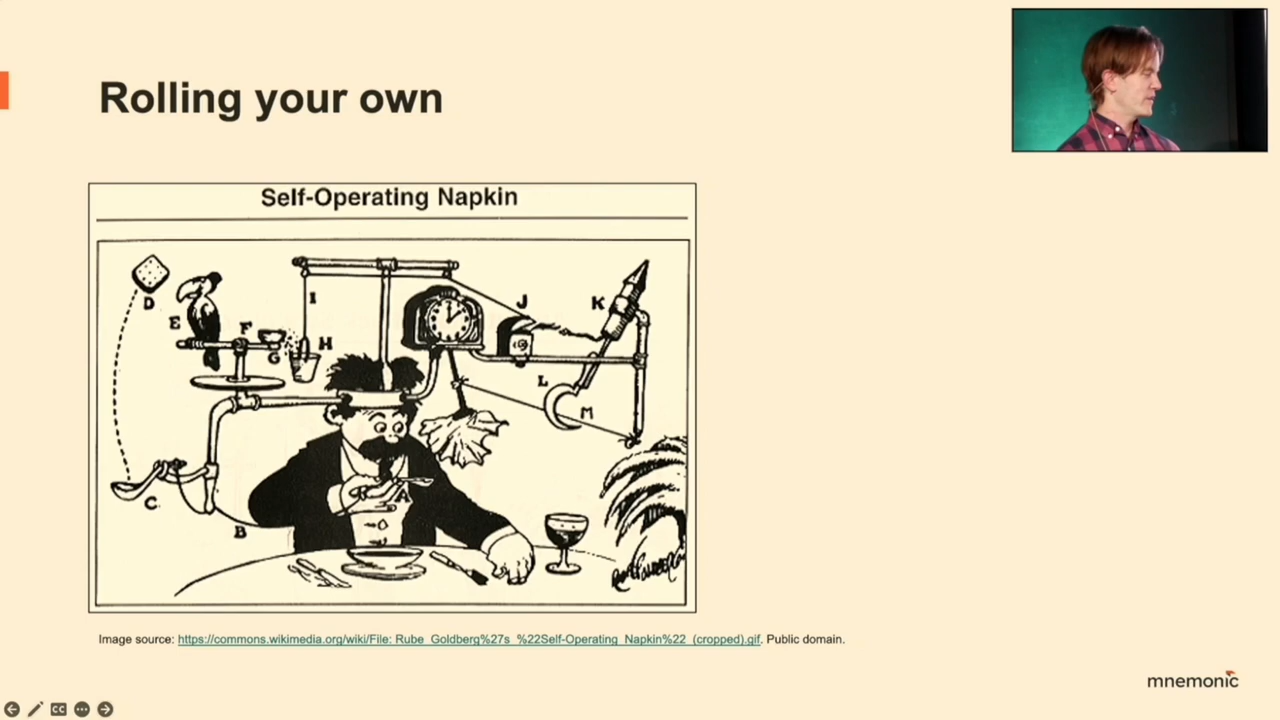 Rolling your own
Self-Operating Napkin
D
E
F
G
H
I
J
K
L
M
C
B
A
Image source: https://commons.wikimedia.org/wiki/File: Rube_Goldberg%27s_%22Self-Operating_Napkin%22_(cropped).gif. Public domain.
mnemonic
CC